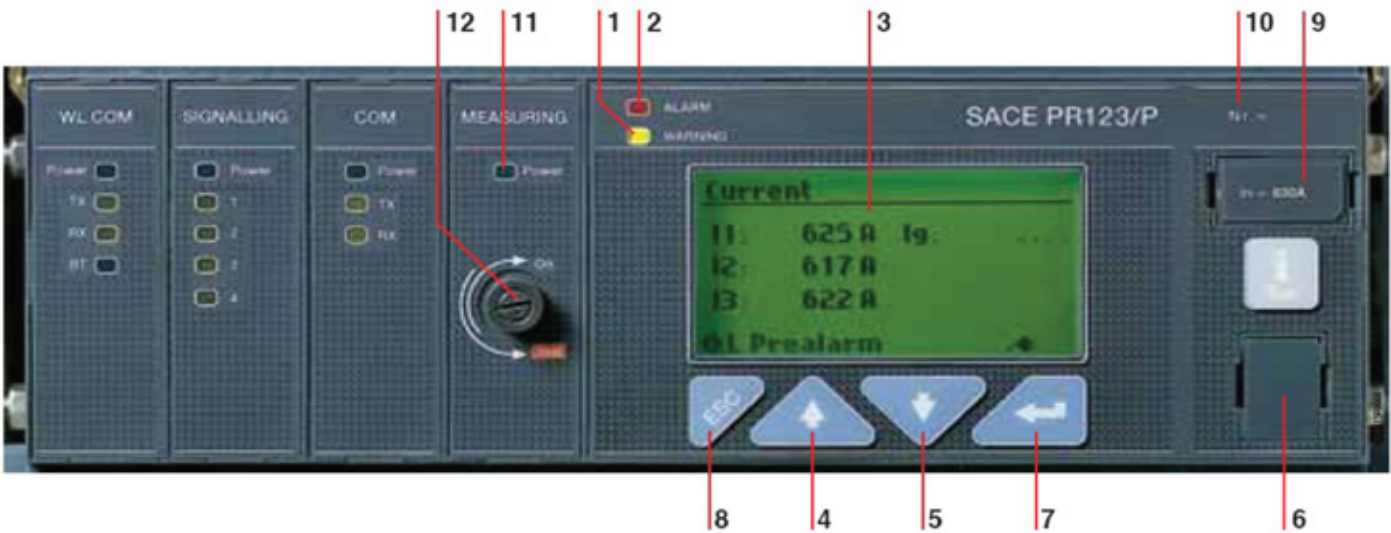 12 11 1 2 3 10 9
ALARM
WARNING
SACE PR123/P
WL COM
SIGNALLING
COM
MEASURING
Power
TX
RX
BT
Power
1
2
3
4
Power
TX
RX
Power
On
Current
I1: 625 A Ig: ....
I2: 617 A
I3: 622 A
L Prealarm
In = 630A
ESC
8 4 5 7 6